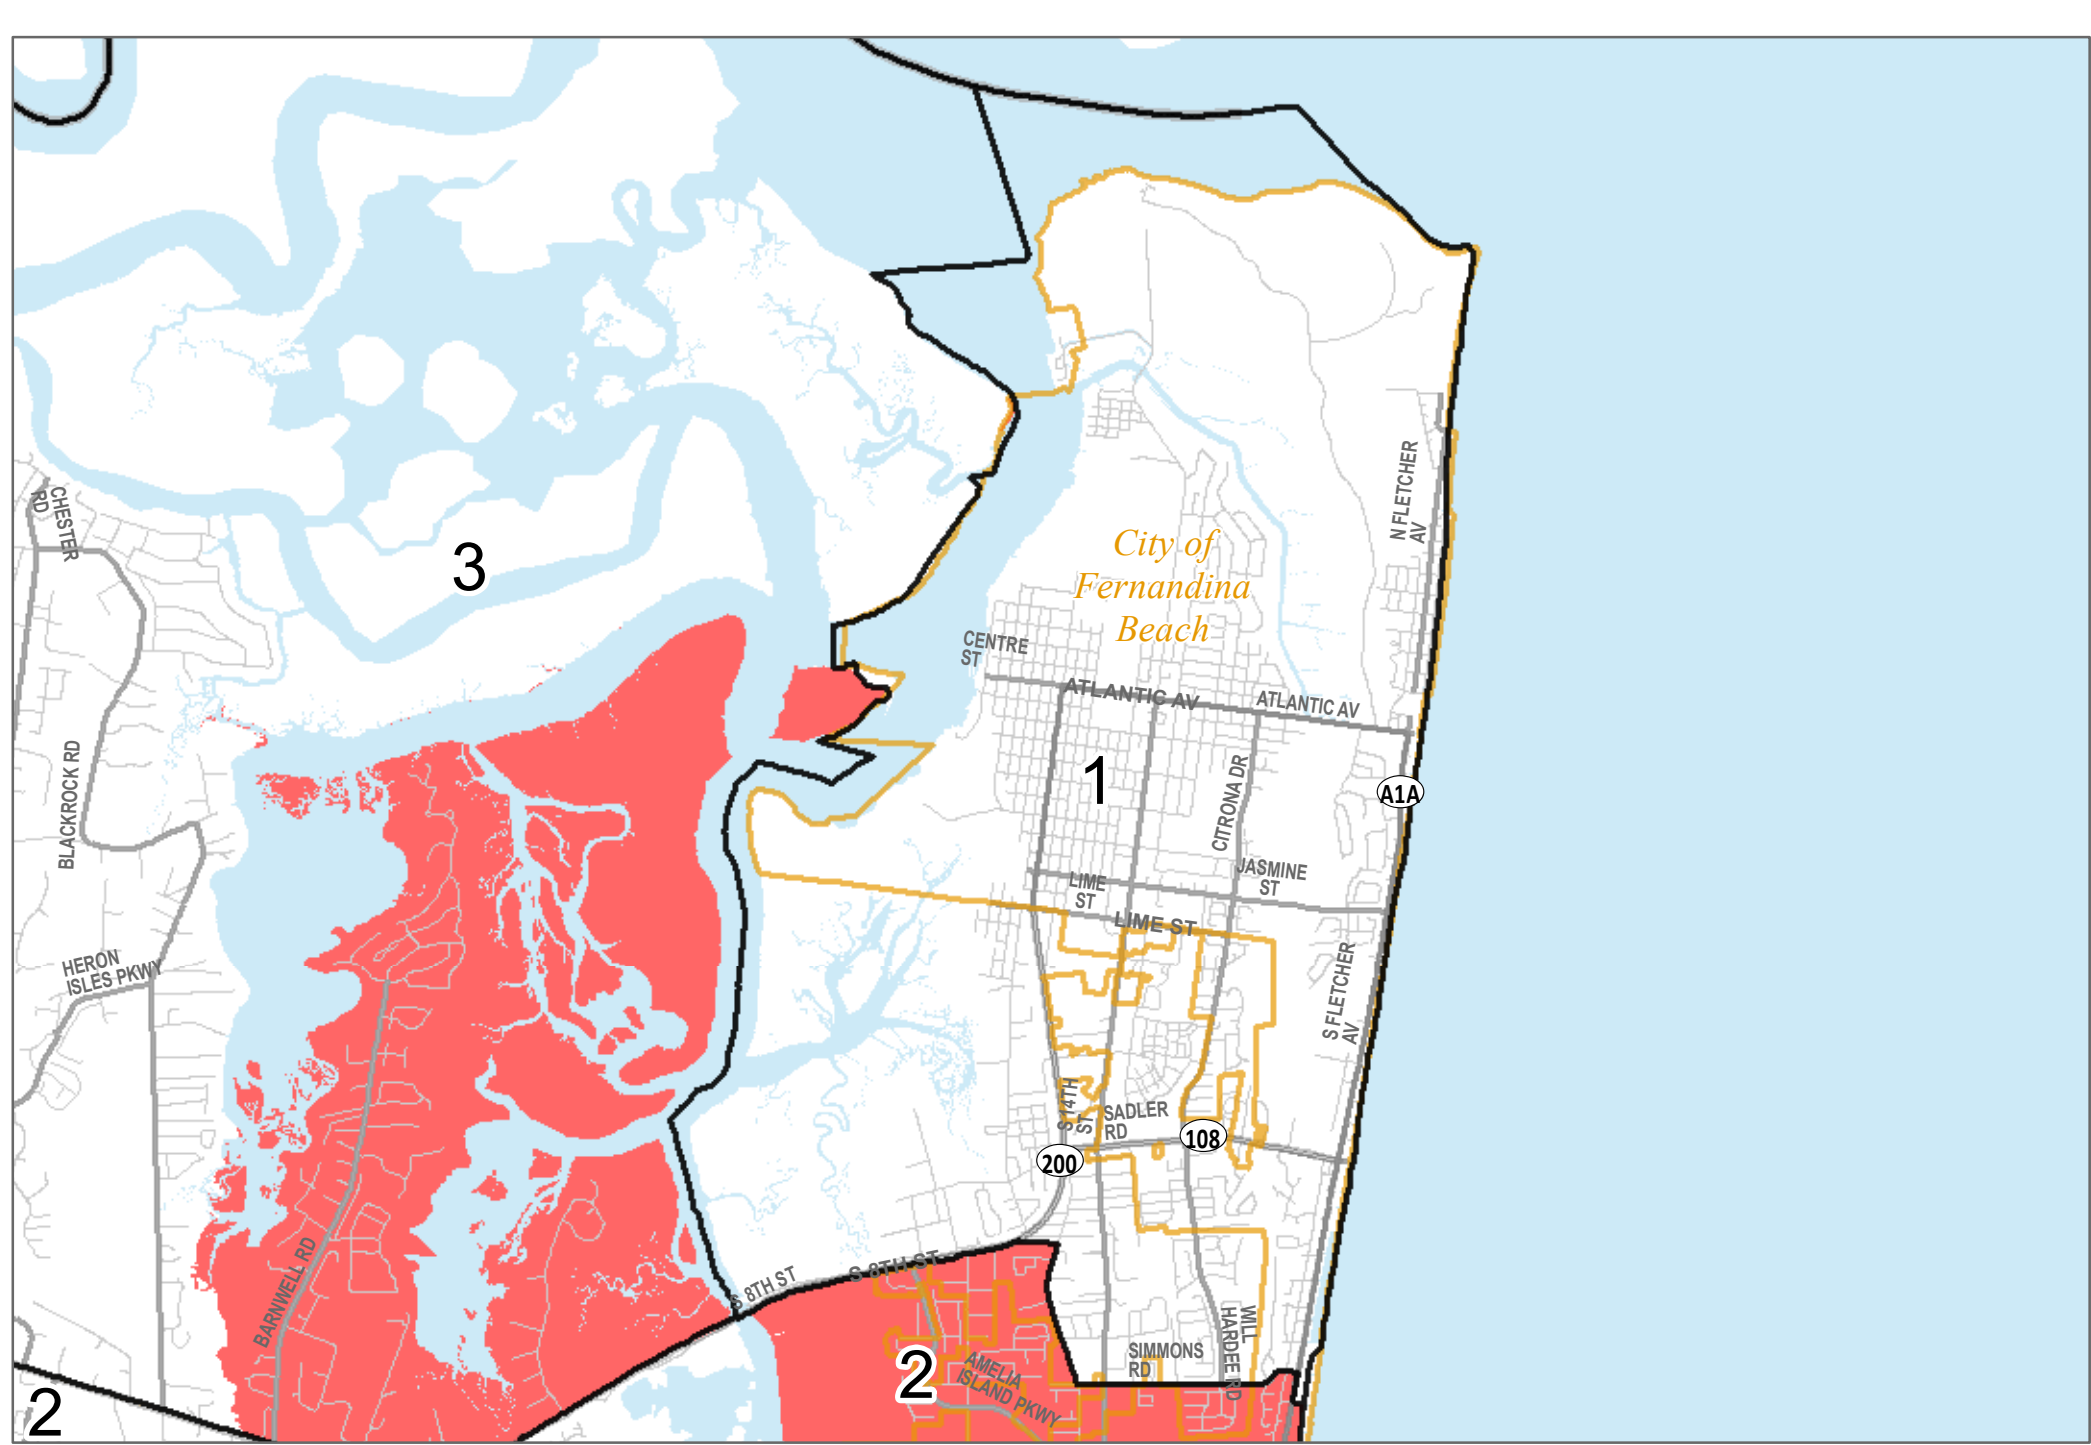 CHESTER
RD
3
City of
Fernandina
Beach
N FLETCHER
AV
CENTRE
ST
ATLANTIC AV
ATLANTIC AV
BLACKROCK RD
1
CITRONA DR
A1A
JASMINE
ST
LIME
ST
LIME ST
HERON
ISLES PKWY
S FLETCHER
AV
S 14TH
ST
SADLER
RD
108
200
BARNWELL RD
S 8TH ST
S 8TH ST
WILL
HARDEE RD
SIMMONS
RD
2
AMELIA
ISLAND PKWY
2